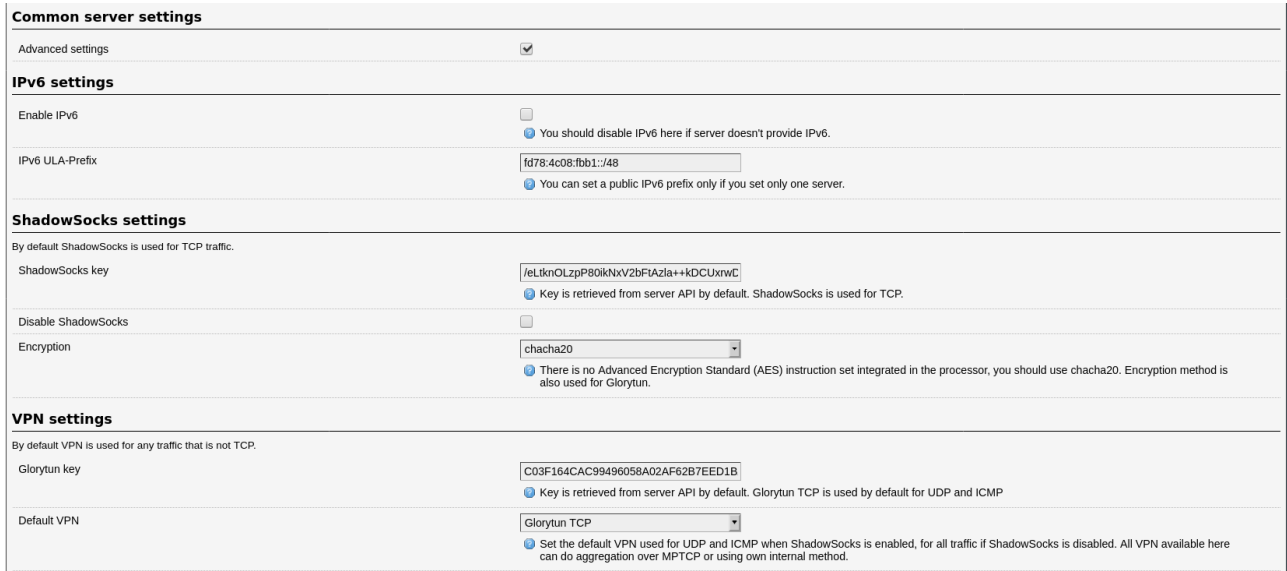 Common server settings
Advanced settings
IPv6 settings
Enable IPv6
You should disable IPv6 here if server doesn't provide IPv6.
IPv6 ULA-Prefix
fd78:4c08:fbb1::/48
You can set a public IPv6 prefix only if you set only one server.
ShadowSocks settings
By default ShadowSocks is used for TCP traffic.
ShadowSocks key
/eLtknOLzpP80ikNxV2bFtAzla++kDCUxrwD
Key is retrieved from server API by default. ShadowSocks is used for TCP.
Disable ShadowSocks
Encryption
chacha20
There is no Advanced Encryption Standard (AES) instruction set integrated in the processor, you should use chacha20. Encryption method is
also used for Glorytun.
VPN settings
By default VPN is used for any traffic that is not TCP.
Glorytun key
C03F164CAC99496058A02AF62B7EED1B
Key is retrieved from server API by default. Glorytun TCP is used by default for UDP and ICMP
Default VPN
Glorytun TCP
Set the default VPN used for UDP and ICMP when ShadowSocks is enabled, for all traffic if ShadowSocks is disabled. All VPN available here
can do aggregation over MPTCP or using own internal method.